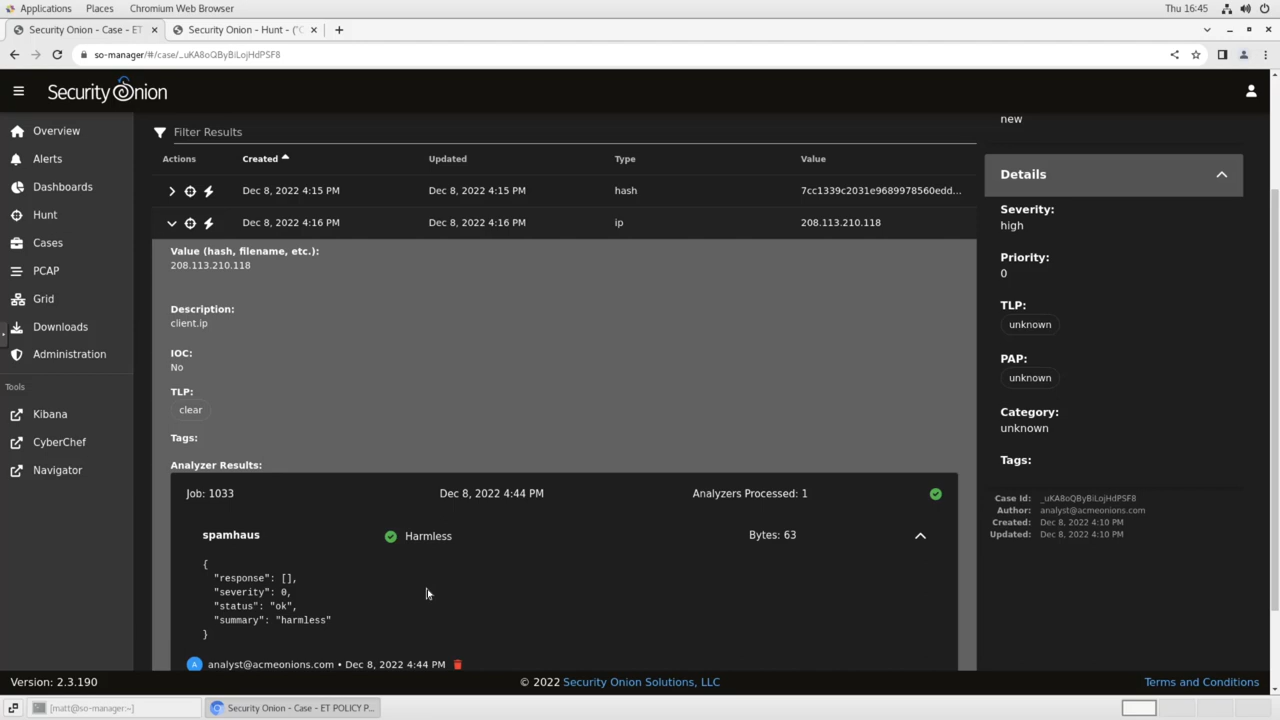 Applications Places Chromium Web Browser Thu 16:45
Security Onion - Case - ET × Security Onion - Hunt - ("C × +
so-manager/#/case/_uKA8oQByBiLojHdPSF8
Security Onion
new
Overview
Alerts
Dashboards
Hunt
Cases
PCAP
Grid
Downloads
Administration
Tools
Kibana
CyberChef
Navigator
Filter Results
Actions Created Updated Type Value
Dec 8, 2022 4:15 PM Dec 8, 2022 4:15 PM hash 7cc1339c2031e9689978560edd...
Dec 8, 2022 4:16 PM Dec 8, 2022 4:16 PM ip 208.113.210.118
Value (hash, filename, etc.):
208.113.210.118
Description:
client.ip
IOC:
No
TLP:
clear
Tags:
Analyzer Results:
Job: 1033 Dec 8, 2022 4:44 PM Analyzers Processed: 1
spamhaus Harmless Bytes: 63
{
"response": [],
"severity": 0,
"status": "ok",
"summary": "harmless"
}
A analyst@acmeonions.com • Dec 8, 2022 4:44 PM
Details
Severity:
high
Priority:
0
TLP:
unknown
PAP:
unknown
Category:
unknown
Tags:
Case Id: _uKA8oQByBiLojHdPSF8
Author: analyst@acmeonions.com
Created: Dec 8, 2022 4:10 PM
Updated: Dec 8, 2022 4:10 PM
Version: 2.3.190 © 2022 Security Onion Solutions, LLC Terms and Conditions
[matt@so-manager:~] Security Onion - Case - ET POLICY P...